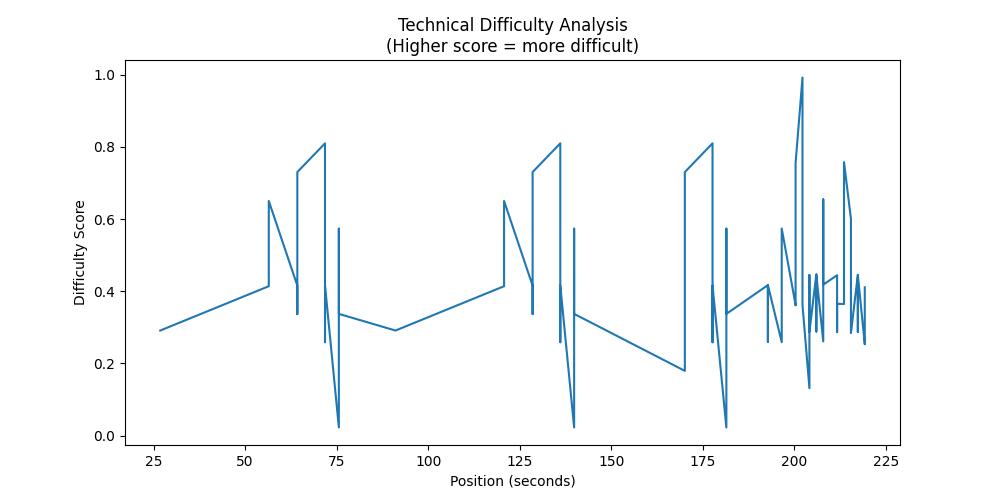 Technical Difficulty Analysis
(Higher score = more difficult)
Difficulty Score
1.0
0.8
0.6
0.4
0.2
0.0
25 50 75 100 125 150 175 200 225
Position (seconds)